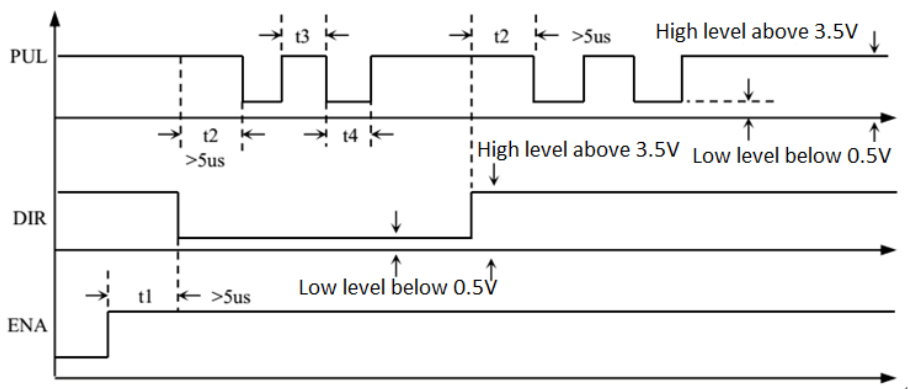 t3
t2
>5us
High level above 3.5V
PUL
t2
>5us
t4
High level above 3.5V
Low level below 0.5V
DIR
t1
>5us
Low level below 0.5V
ENA